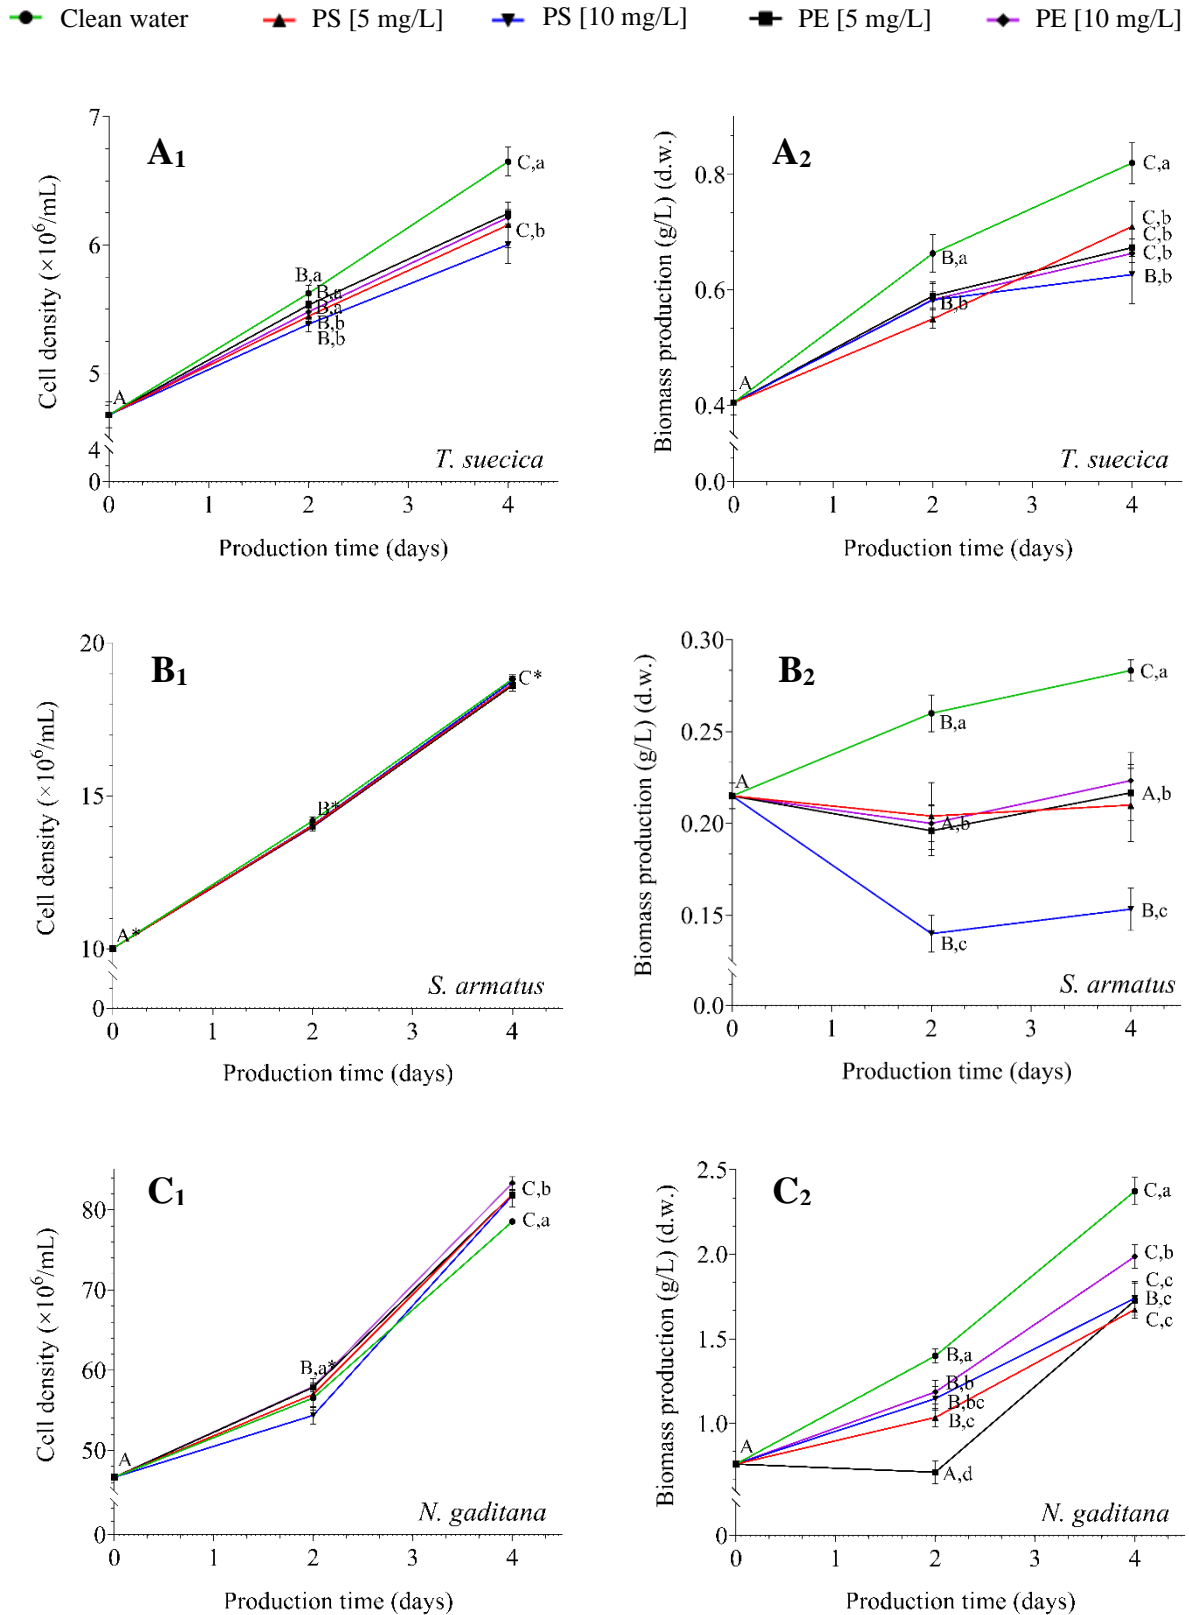 Clean water PS [5 mg/L] PS [10 mg/L] PE [5 mg/L] PE [10 mg/L]
A1
Cell density (×10⁶/mL)
7
6
5
4
0
A
B,a
B,a
B,a
B,b
B,b
C,a
C,b
T. suecica
0 1 2 3 4
Production time (days)
A2
Biomass production (g/L) (d.w.)
0.8
0.6
0.4
0.0
A
B,a
B,b
C,a
C,b
C,b
C,b
B,b
T. suecica
0 1 2 3 4
Production time (days)
B1
Cell density (×10⁶/mL)
20
15
10
0
A*
B*
C*
S. armatus
0 1 2 3 4
Production time (days)
B2
Biomass production (g/L) (d.w.)
0.30
0.25
0.20
0.15
0.0
A
B,a
A,b
B,c
C,a
A,b
B,c
S. armatus
0 1 2 3 4
Production time (days)
C1
Cell density (×10⁶/mL)
80
70
60
50
0
A
B,a*
C,b
C,a
N. gaditana
0 1 2 3 4
Production time (days)
C2
Biomass production (g/L) (d.w.)
2.5
2.0
1.5
1.0
0
A
B,a
B,b
B,bc
B,c
A,d
C,a
C,b
C,c
B,c
C,c
N. gaditana
0 1 2 3 4
Production time (days)